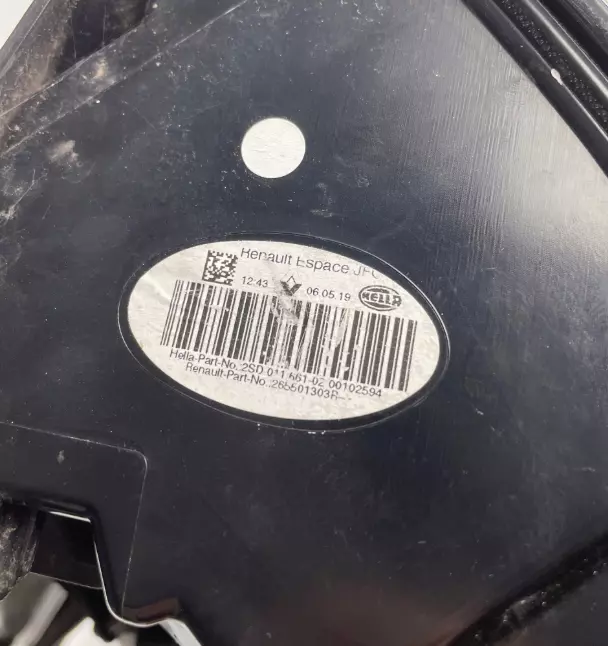 Renault Espace JFC
12:43 06.05.19 HELLA
Hella-Part-No.:2SD 011 661-02 00102594
Renault-Part-No.:265501303R